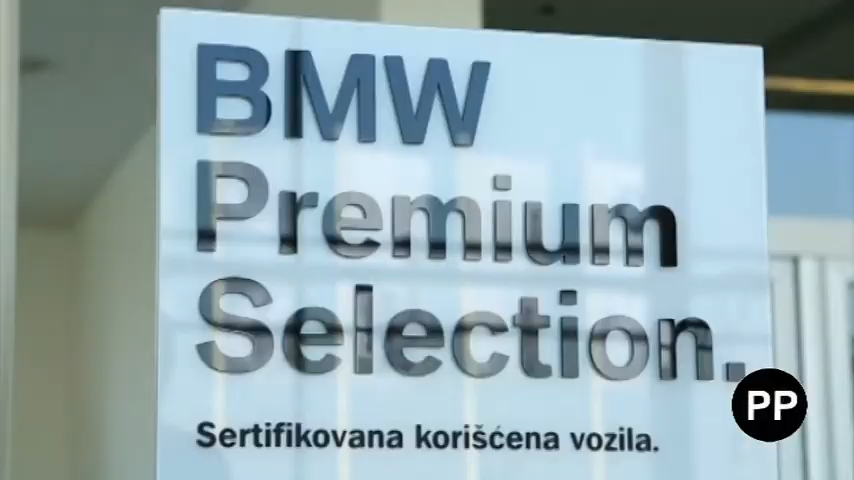 BMW
Premium
Selection.
Sertifikovana korišćena vozila.
PP